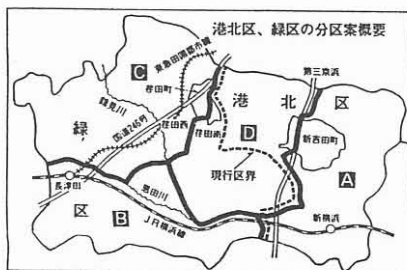 港北区、緑区の分区案概要
東急田園都市線
第三京浜
C
荏田町
港北区
鶴見川
緑区
国道246号
荏田西
荏田南
D
新吉田町
現行区界
A
長津田
恩田川
B
JR横浜線
新横浜